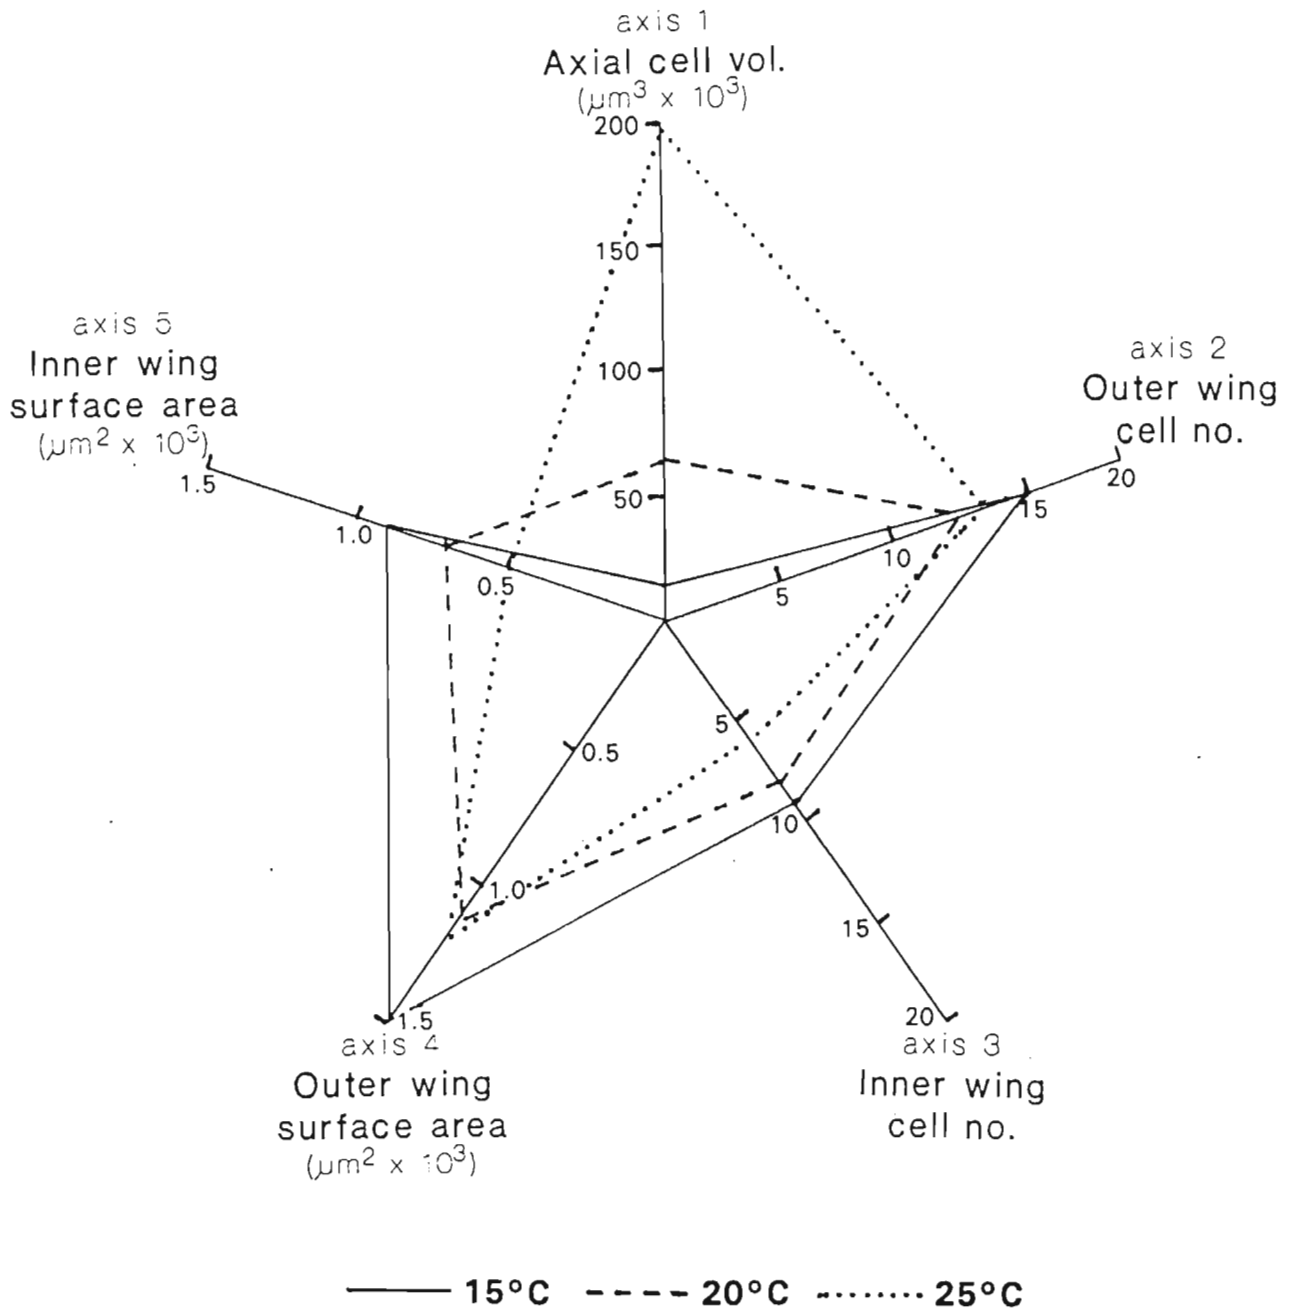 axis 1
Axial cell vol.
(µm³ x 10³)
200
150
100
50
axis 2
Outer wing
cell no.
20
15
10
5
axis 5
Inner wing
surface area
(µm² x 10³)
1.5
1.0
0.5
5
10
15
20
axis 3
Inner wing
cell no.
0.5
1.0
1.5
axis 4
Outer wing
surface area
(µm² x 10³)
15°C 20°C 25°C